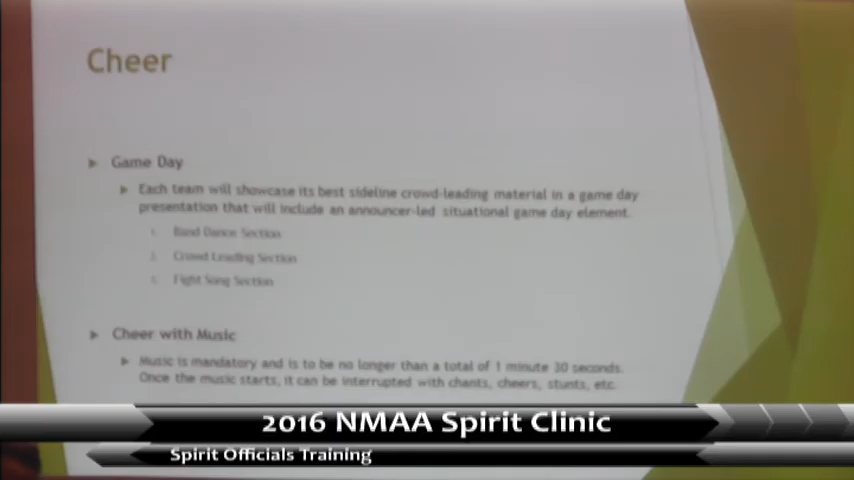 Cheer
Game Day
Each team will showcase its best sideline crowd-leading material in a game day
presentation that will include an announcer-led situational game day element.
1. Band Dance Section
2. Crowd Leading Section
3. Fight Song Section
Cheer with Music
Music is mandatory and is to be no longer than a total of 1 minute 30 seconds.
Once the music starts, it can be interrupted with chants, cheers, stunts, etc.
2016 NMAA Spirit Clinic
Spirit Officials Training